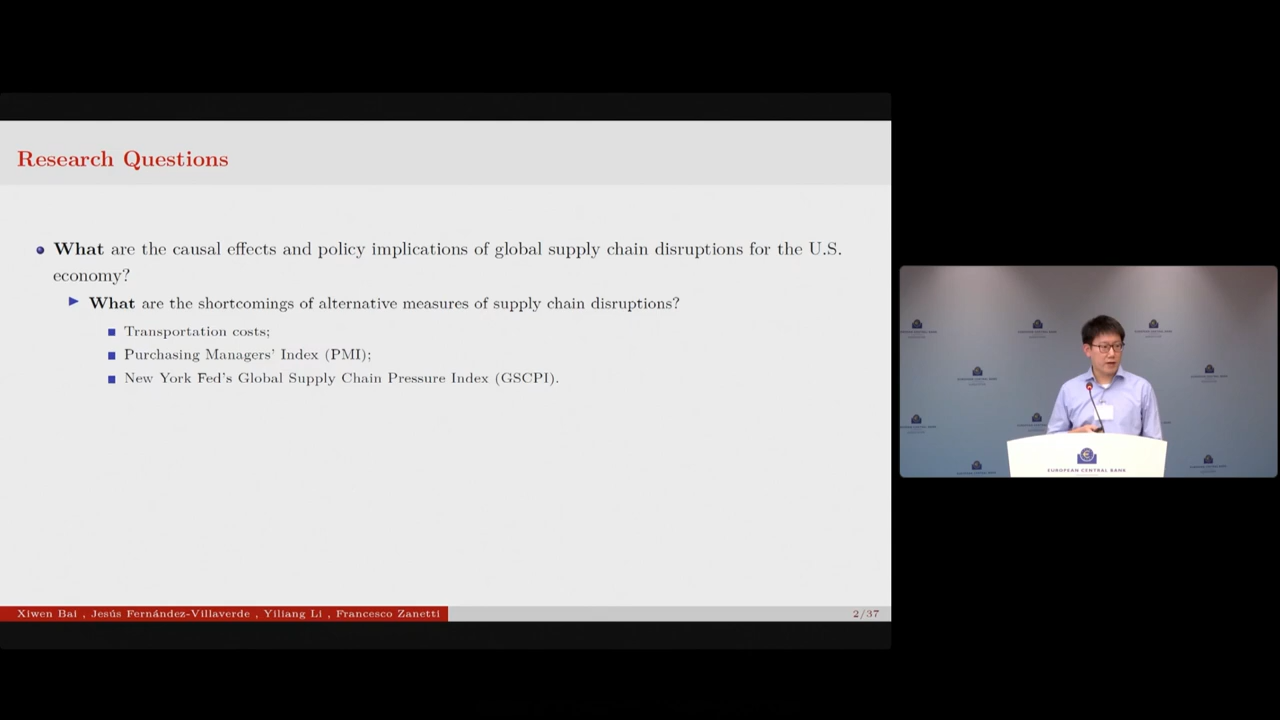 Research Questions
What are the causal effects and policy implications of global supply chain disruptions for the U.S.
economy?
What are the shortcomings of alternative measures of supply chain disruptions?
Transportation costs;
Purchasing Managers' Index (PMI);
New York Fed's Global Supply Chain Pressure Index (GSCPI).
Xiwen Bai , Jesús Fernández-Villaverde , Yiliang Li , Francesco Zanetti
2/37
EUROPEAN CENTRAL BANK